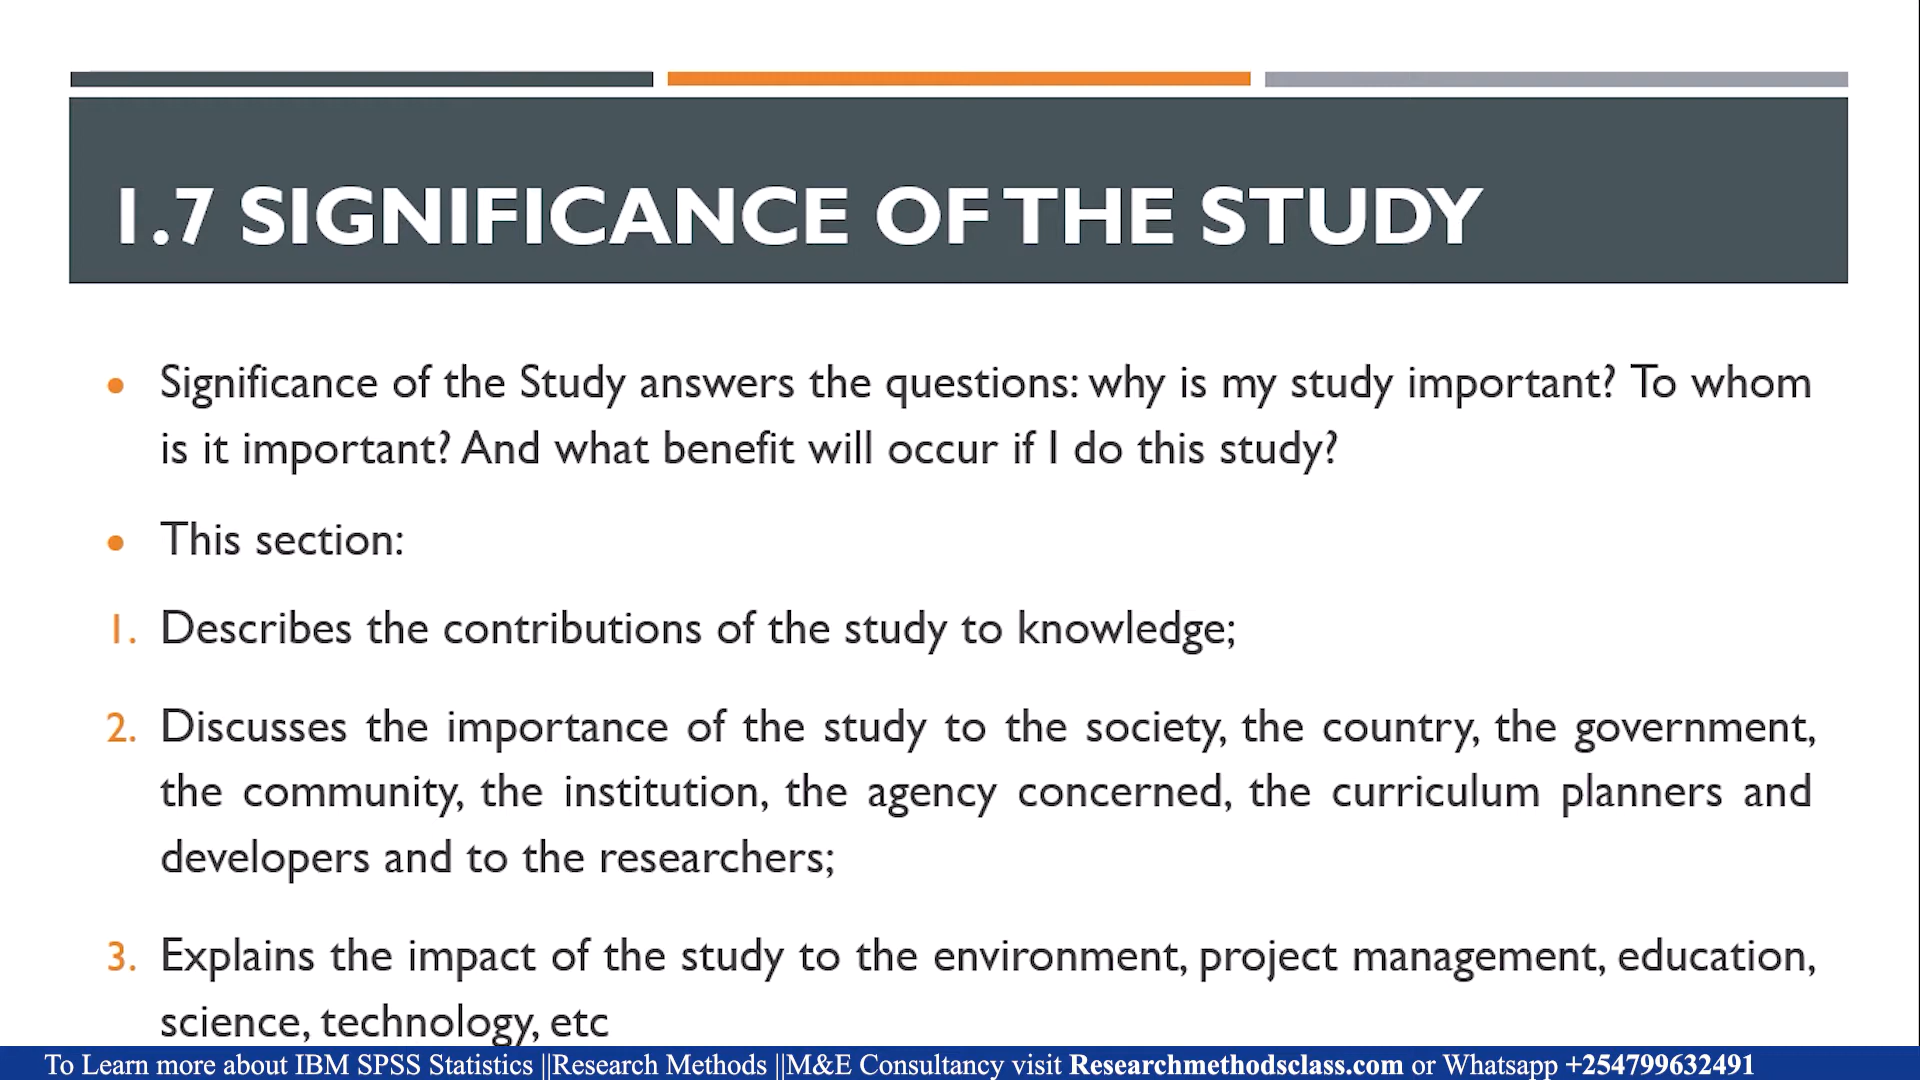 1.7 SIGNIFICANCE OF THE STUDY
• Significance of the Study answers the questions: why is my study important? To whom
is it important? And what benefit will occur if I do this study?
• This section:
1. Describes the contributions of the study to knowledge;
2. Discusses the importance of the study to the society, the country, the government,
the community, the institution, the agency concerned, the curriculum planners and
developers and to the researchers;
3. Explains the impact of the study to the environment, project management, education,
science, technology, etc
To Learn more about IBM SPSS Statistics ||Research Methods ||M&E Consultancy visit Researchmethodsclass.com or Whatsapp +254799632491